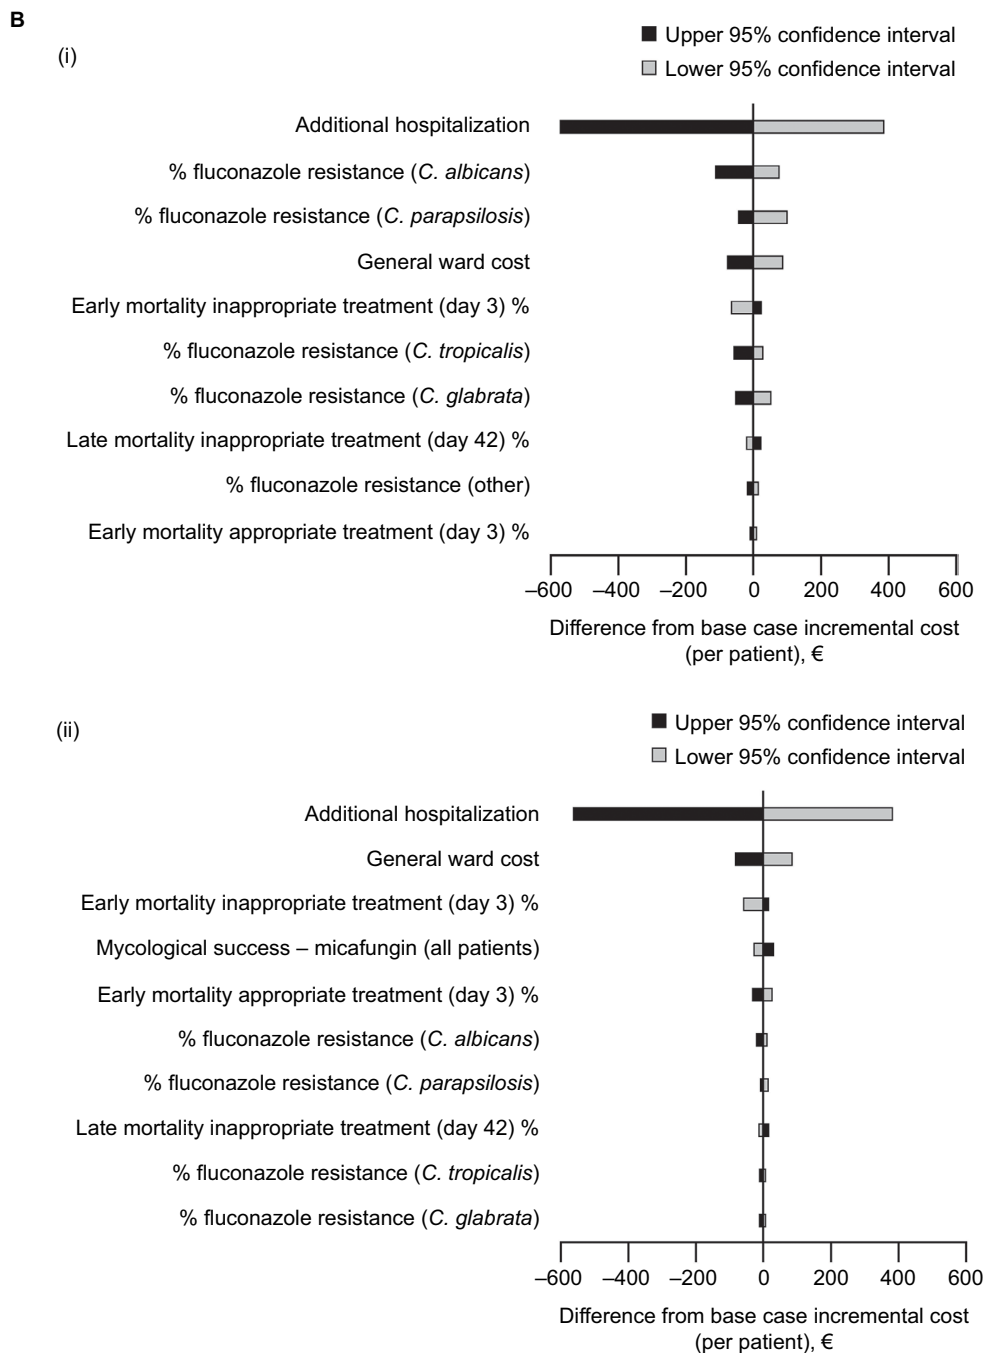 B
(i)
Upper 95% confidence interval
Lower 95% confidence interval
Additional hospitalization
% fluconazole resistance (C. albicans)
% fluconazole resistance (C. parapsilosis)
General ward cost
Early mortality inappropriate treatment (day 3) %
% fluconazole resistance (C. tropicalis)
% fluconazole resistance (C. glabrata)
Late mortality inappropriate treatment (day 42) %
% fluconazole resistance (other)
Early mortality appropriate treatment (day 3) %
–600 –400 –200 0 200 400 600
Difference from base case incremental cost
(per patient), €
(ii)
Upper 95% confidence interval
Lower 95% confidence interval
Additional hospitalization
General ward cost
Early mortality inappropriate treatment (day 3) %
Mycological success – micafungin (all patients)
Early mortality appropriate treatment (day 3) %
% fluconazole resistance (C. albicans)
% fluconazole resistance (C. parapsilosis)
Late mortality inappropriate treatment (day 42) %
% fluconazole resistance (C. tropicalis)
% fluconazole resistance (C. glabrata)
–600 –400 –200 0 200 400 600
Difference from base case incremental cost
(per patient), €